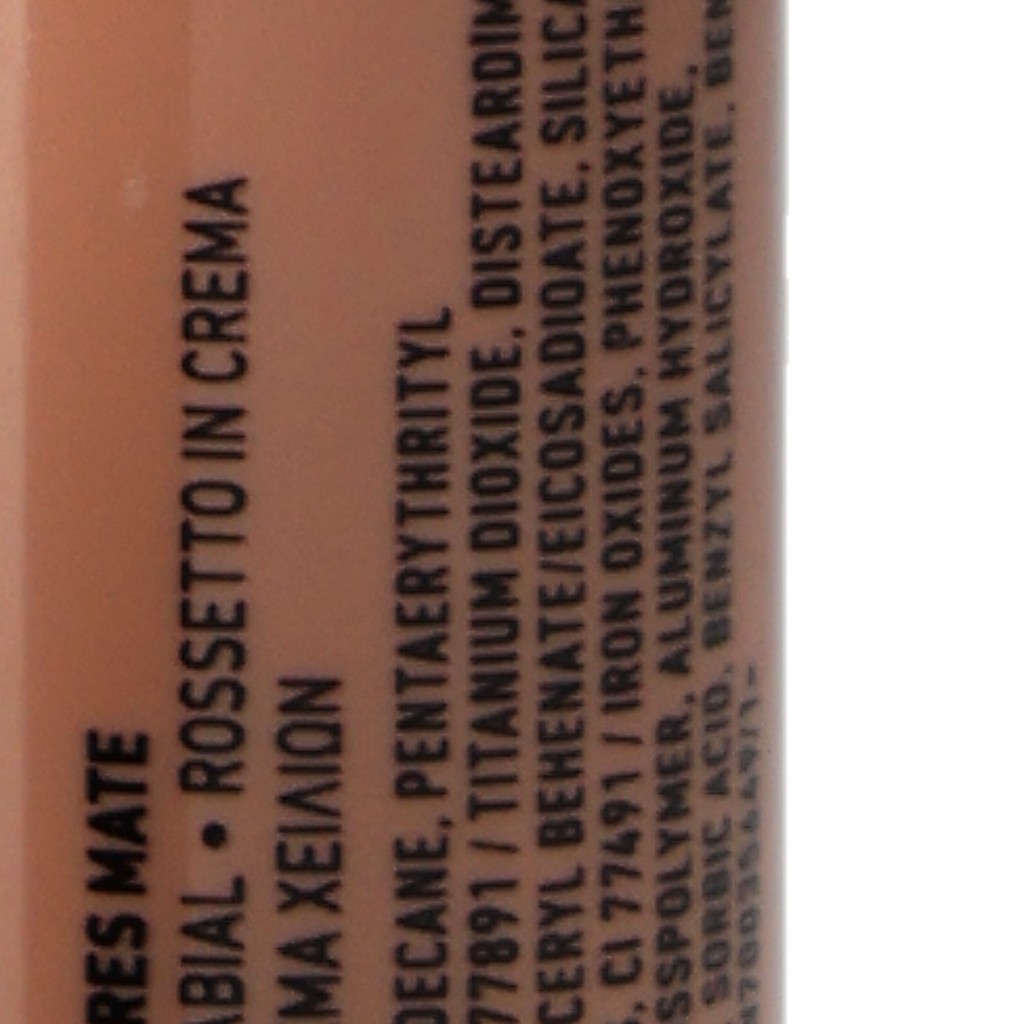 RES MATE
ABIAL • ROSSETTO IN CREMA
MA ΧΕΙΛΙΩΝ
DECANE, PENTAERYTHRITYL
77891 / TITANIUM DIOXIDE, DISTEARDIM
CERYL BEHENATE/EICOSADIOATE, SILICA
, CI 77491 / IRON OXIDES, PHENOXYETH
SSPOLYMER, ALUMINUM HYDROXIDE,
SORBIC ACID, BENZYL SALICYLATE, BEN